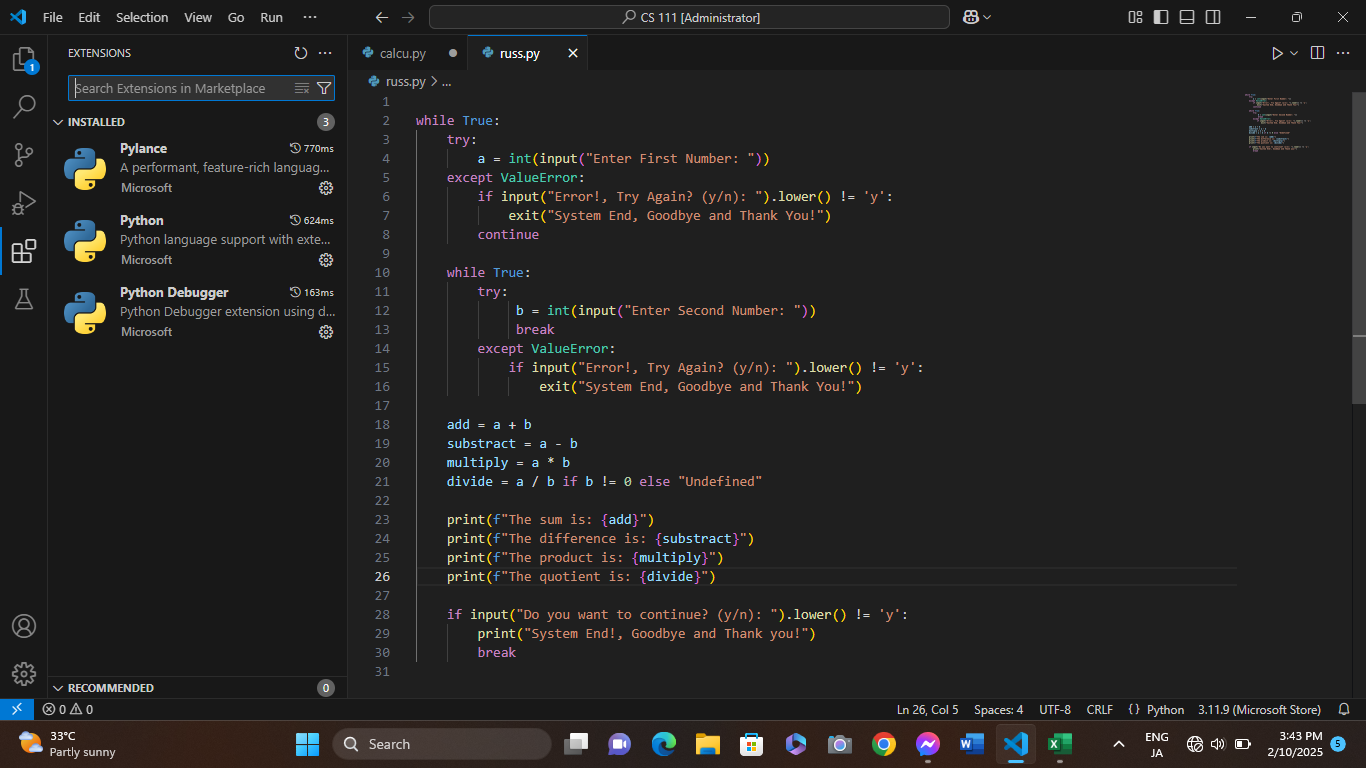 File Edit Selection View Go Run ···
CS 111 [Administrator]
1
EXTENSIONS
Search Extensions in Marketplace
INSTALLED 3
Pylance 770ms
A performant, feature-rich languag...
Microsoft
Python 624ms
Python language support with exte...
Microsoft
Python Debugger 163ms
Python Debugger extension using d...
Microsoft
RECOMMENDED 0
calcu.py
russ.py
russ.py > ...
1
2 while True:
3 try:
4 a = int(input("Enter First Number: "))
5 except ValueError:
6 if input("Error!, Try Again? (y/n): ").lower() != 'y':
7 exit("System End, Goodbye and Thank You!")
8 continue
9
10 while True:
11 try:
12 b = int(input("Enter Second Number: "))
13 break
14 except ValueError:
15 if input("Error!, Try Again? (y/n): ").lower() != 'y':
16 exit("System End, Goodbye and Thank You!")
17
18 add = a + b
19 substract = a - b
20 multiply = a * b
21 divide = a / b if b != 0 else "Undefined"
22
23 print(f"The sum is: {add}")
24 print(f"The difference is: {substract}")
25 print(f"The product is: {multiply}")
26 print(f"The quotient is: {divide}")
27
28 if input("Do you want to continue? (y/n): ").lower() != 'y':
29 print("System End!, Goodbye and Thank you!")
30 break
31
0 0
Ln 26, Col 5 Spaces: 4 UTF-8 CRLF {} Python 3.11.9 (Microsoft Store)
33°C
Partly sunny
Search
ENG
JA
3:43 PM
2/10/2025
5